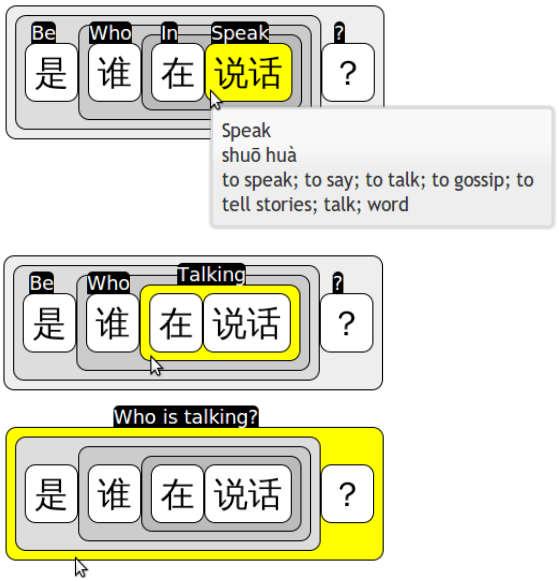 Be Who In Speak ?
是 谁 在 说话 ？
Speak
shuō huà
to speak; to say; to talk; to gossip; to
tell stories; talk; word
Talking
Be Who ?
是 谁 在 说话 ？
Who is talking?
是 谁 在 说话 ？